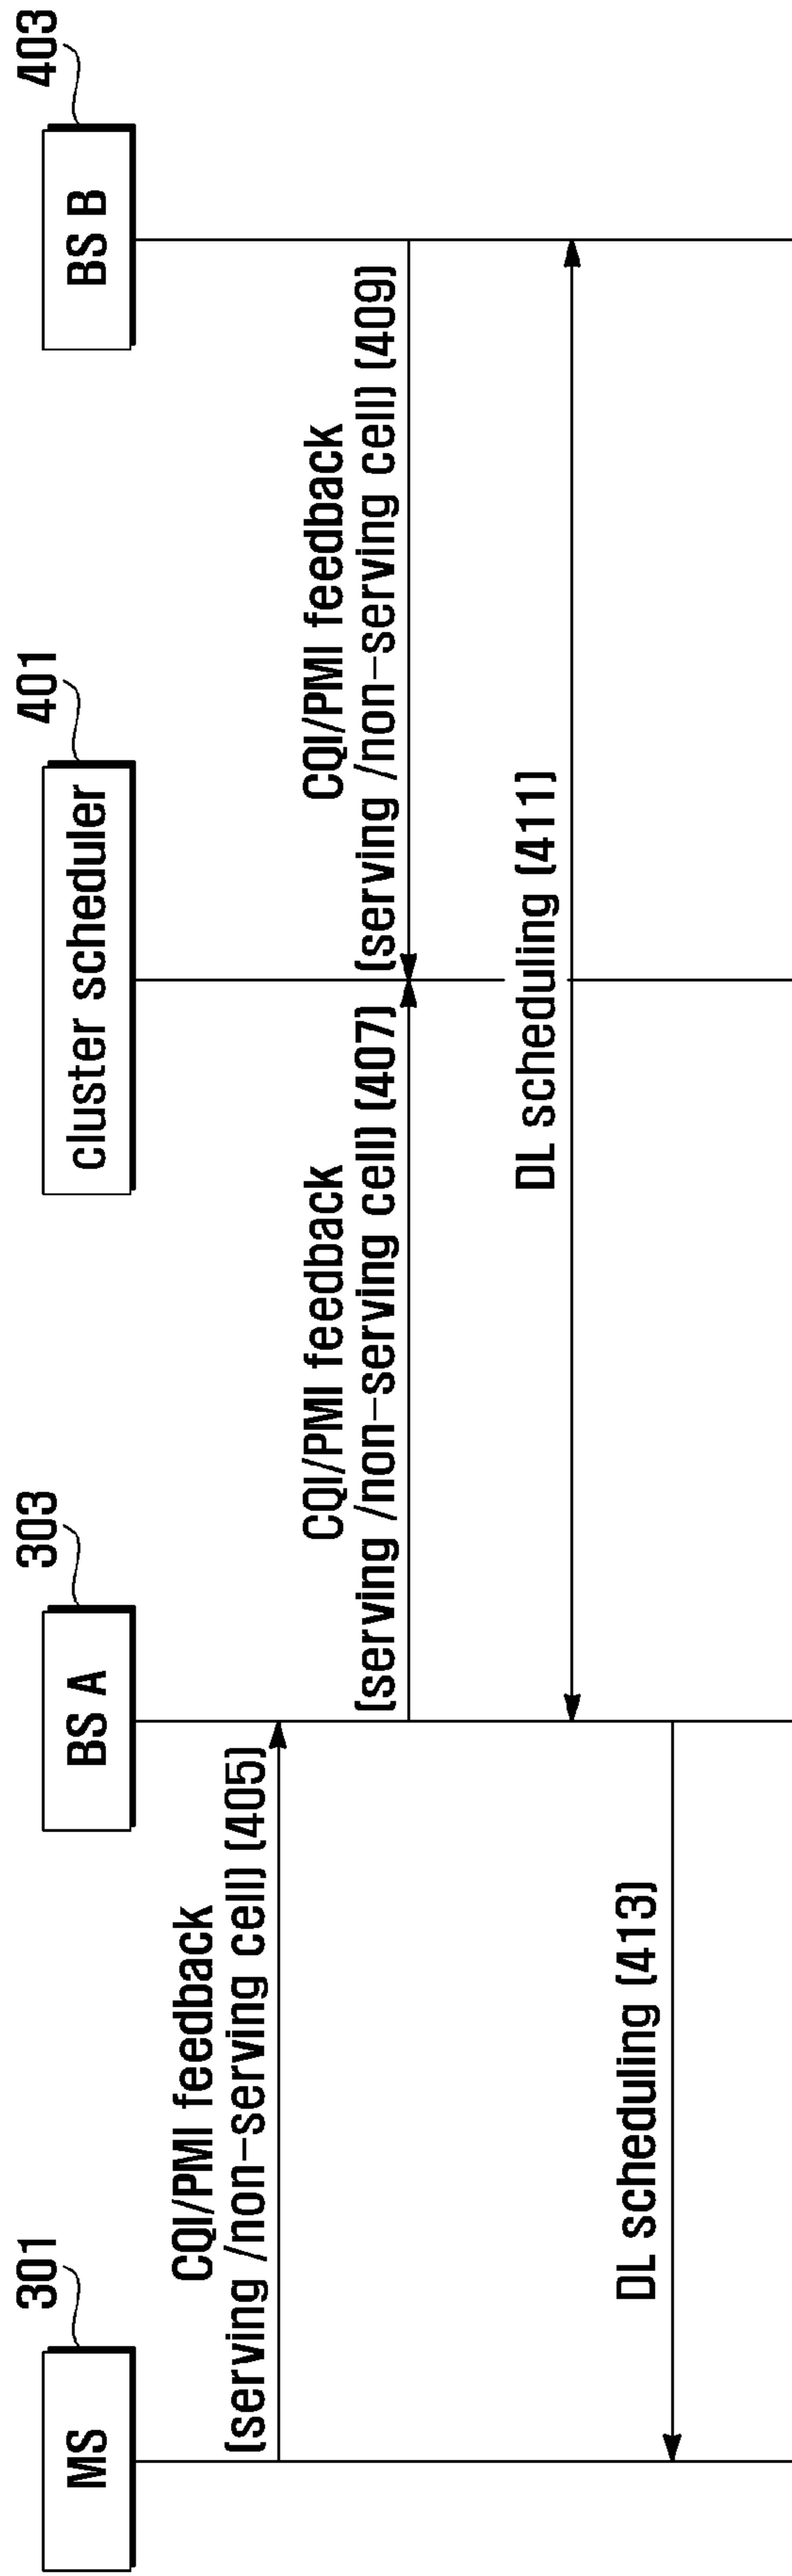 301
303
401
403
MS
BS A
cluster scheduler
BS B
CQI/PMI feedback
(serving /non-serving cell) (405)
CQI/PMI feedback
(serving /non-serving cell) (407)
CQI/PMI feedback
(serving /non-serving cell) (409)
DL scheduling (411)
DL scheduling (413)